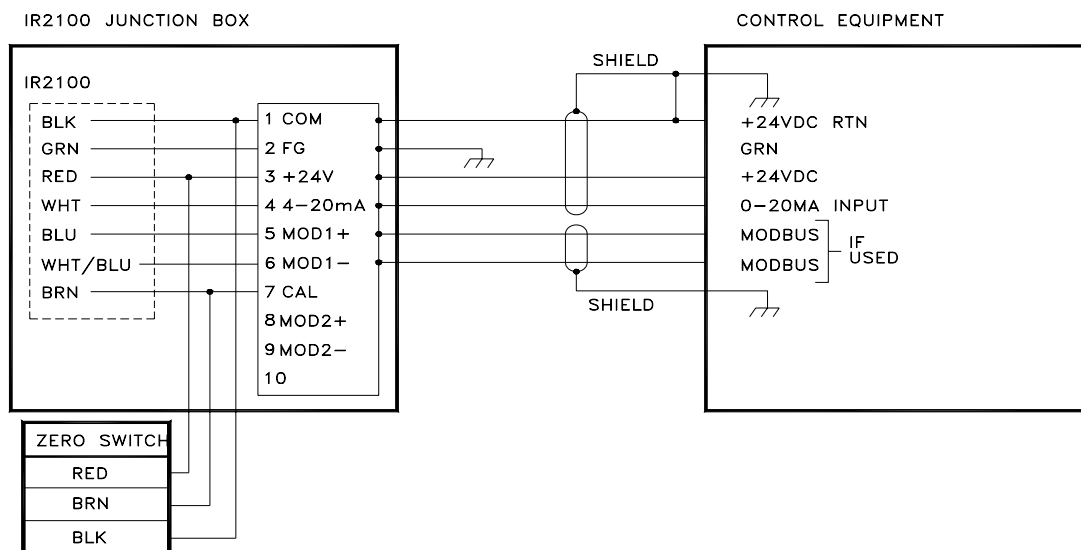 IR2100 JUNCTION BOX
CONTROL EQUIPMENT
SHIELD
IR2100
BLK
1 COM
+24VDC RTN
GRN
2 FG
GRN
RED
3 +24V
+24VDC
WHT
4 4-20mA
0-20MA INPUT
BLU
5 MOD1+
MODBUS
IF
USED
WHT/BLU
6 MOD1-
MODBUS
BRN
7 CAL
SHIELD
8 MOD2+
9 MOD2-
10
ZERO SWITCH
RED
BRN
BLK